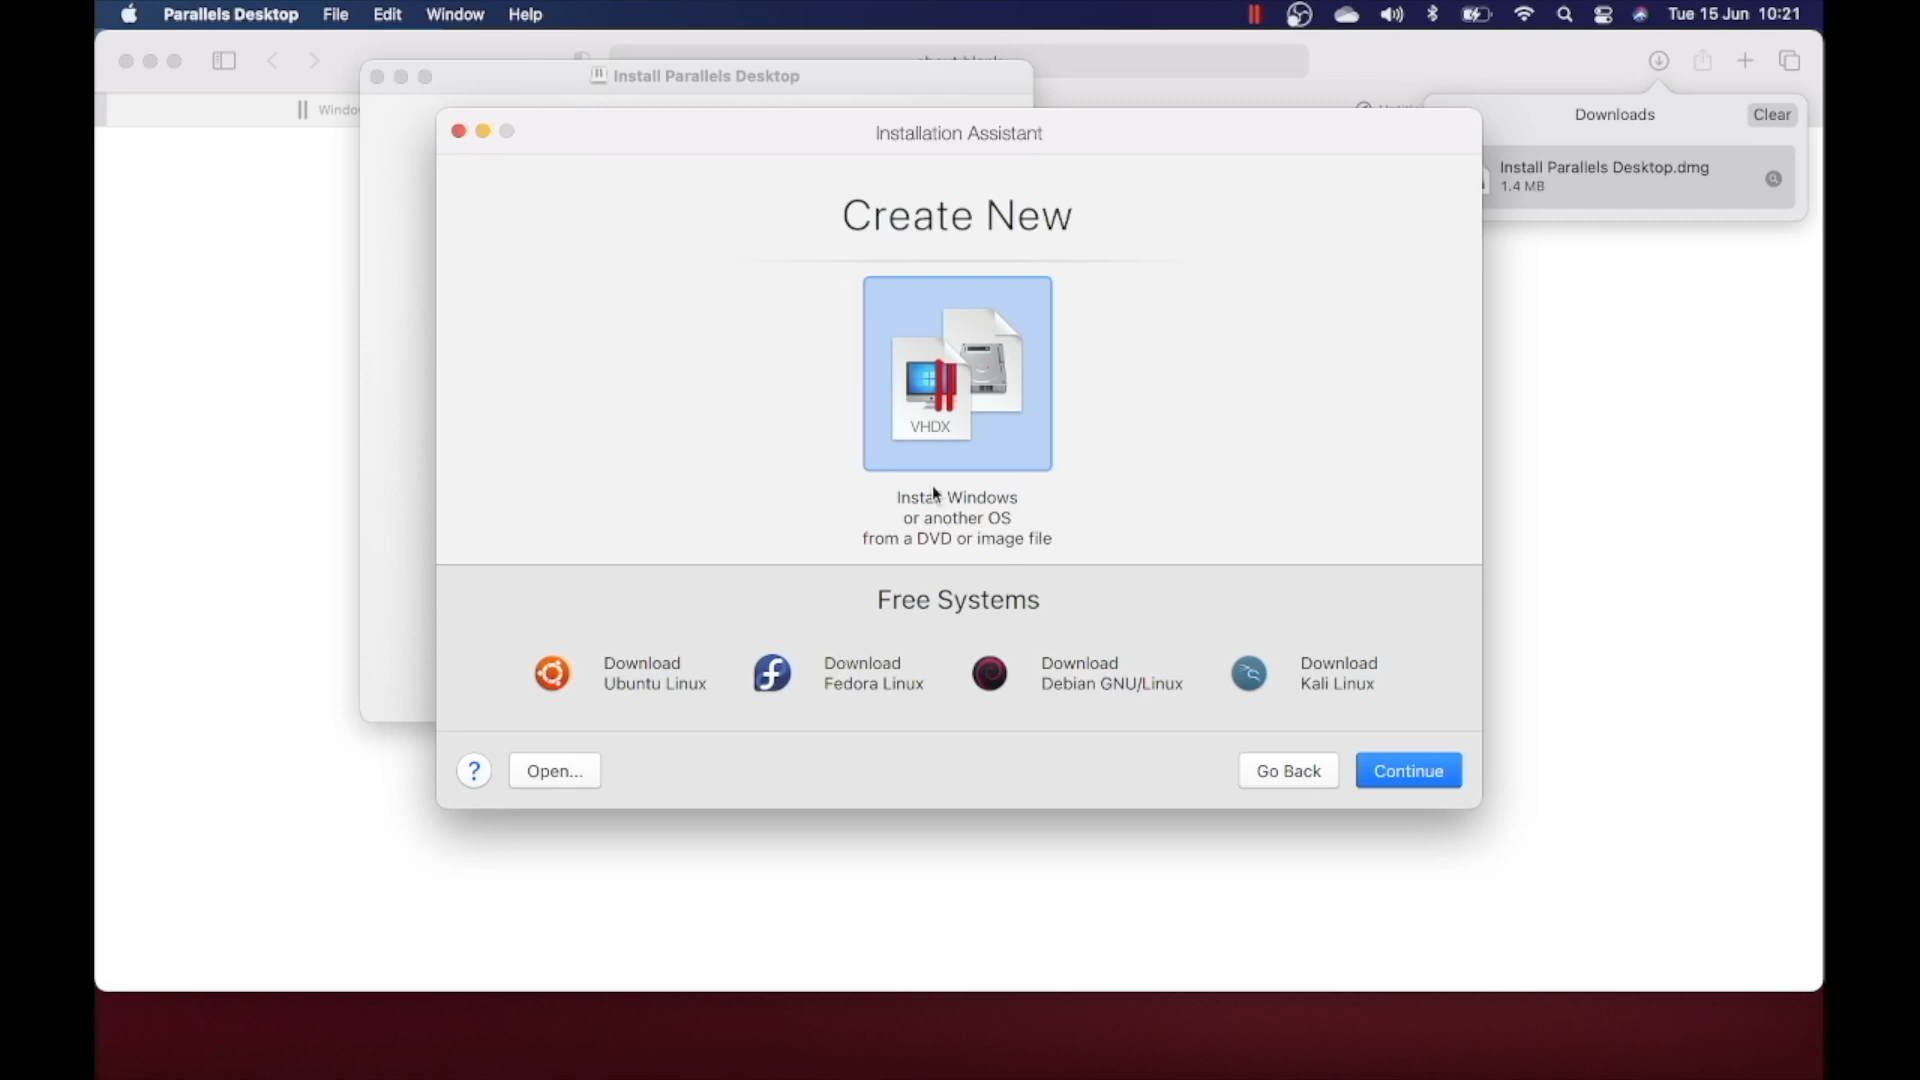 Parallels Desktop File Edit Window Help Tue 15 Jun 10:21
Install Parallels Desktop
Downloads Clear
Install Parallels Desktop.dmg
1.4 MB
Installation Assistant
Create New
VHDX
Install Windows
or another OS
from a DVD or image file
Free Systems
Download
Ubuntu Linux
Download
Fedora Linux
Download
Debian GNU/Linux
Download
Kali Linux
? Open... Go Back Continue